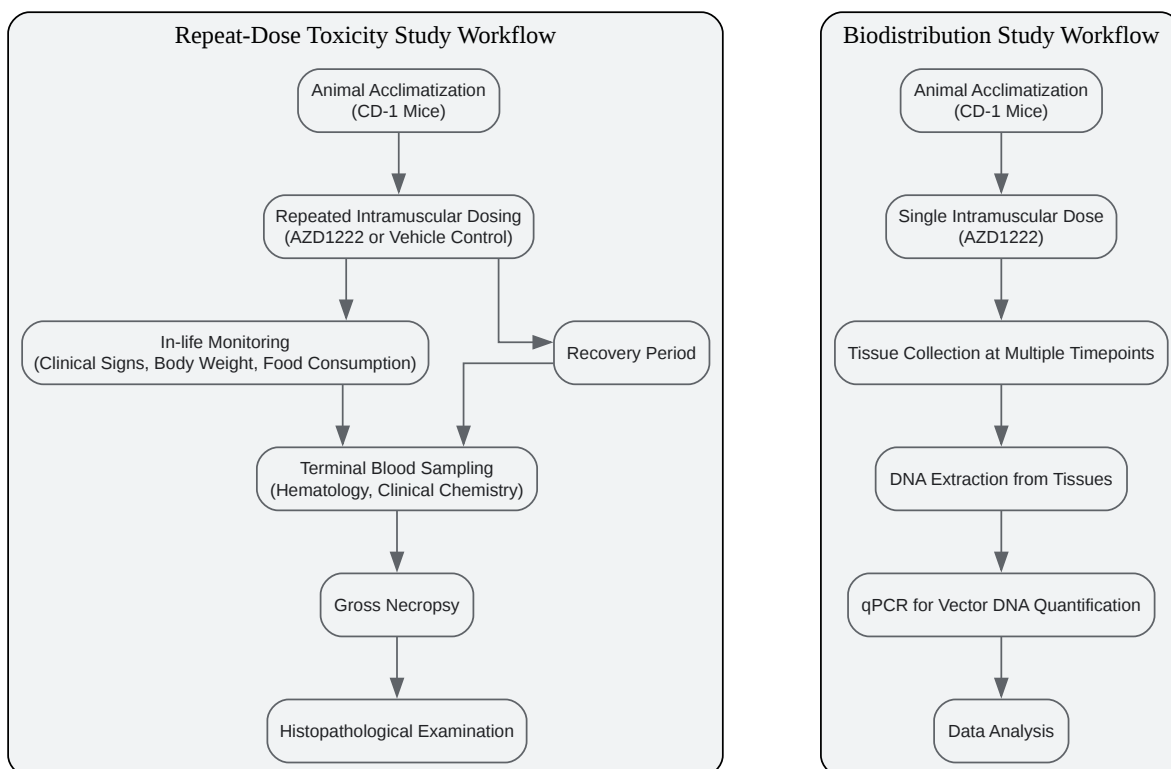 Repeat-Dose Toxicity Study Workflow
Animal Acclimatization
(CD-1 Mice)
Repeated Intramuscular Dosing
(AZD1222 or Vehicle Control)
In-life Monitoring
(Clinical Signs, Body Weight, Food Consumption)
Recovery Period
Terminal Blood Sampling
(Hematology, Clinical Chemistry)
Gross Necropsy
Histopathological Examination
Biodistribution Study Workflow
Animal Acclimatization
(CD-1 Mice)
Single Intramuscular Dose
(AZD1222)
Tissue Collection at Multiple Timepoints
DNA Extraction from Tissues
qPCR for Vector DNA Quantification
Data Analysis